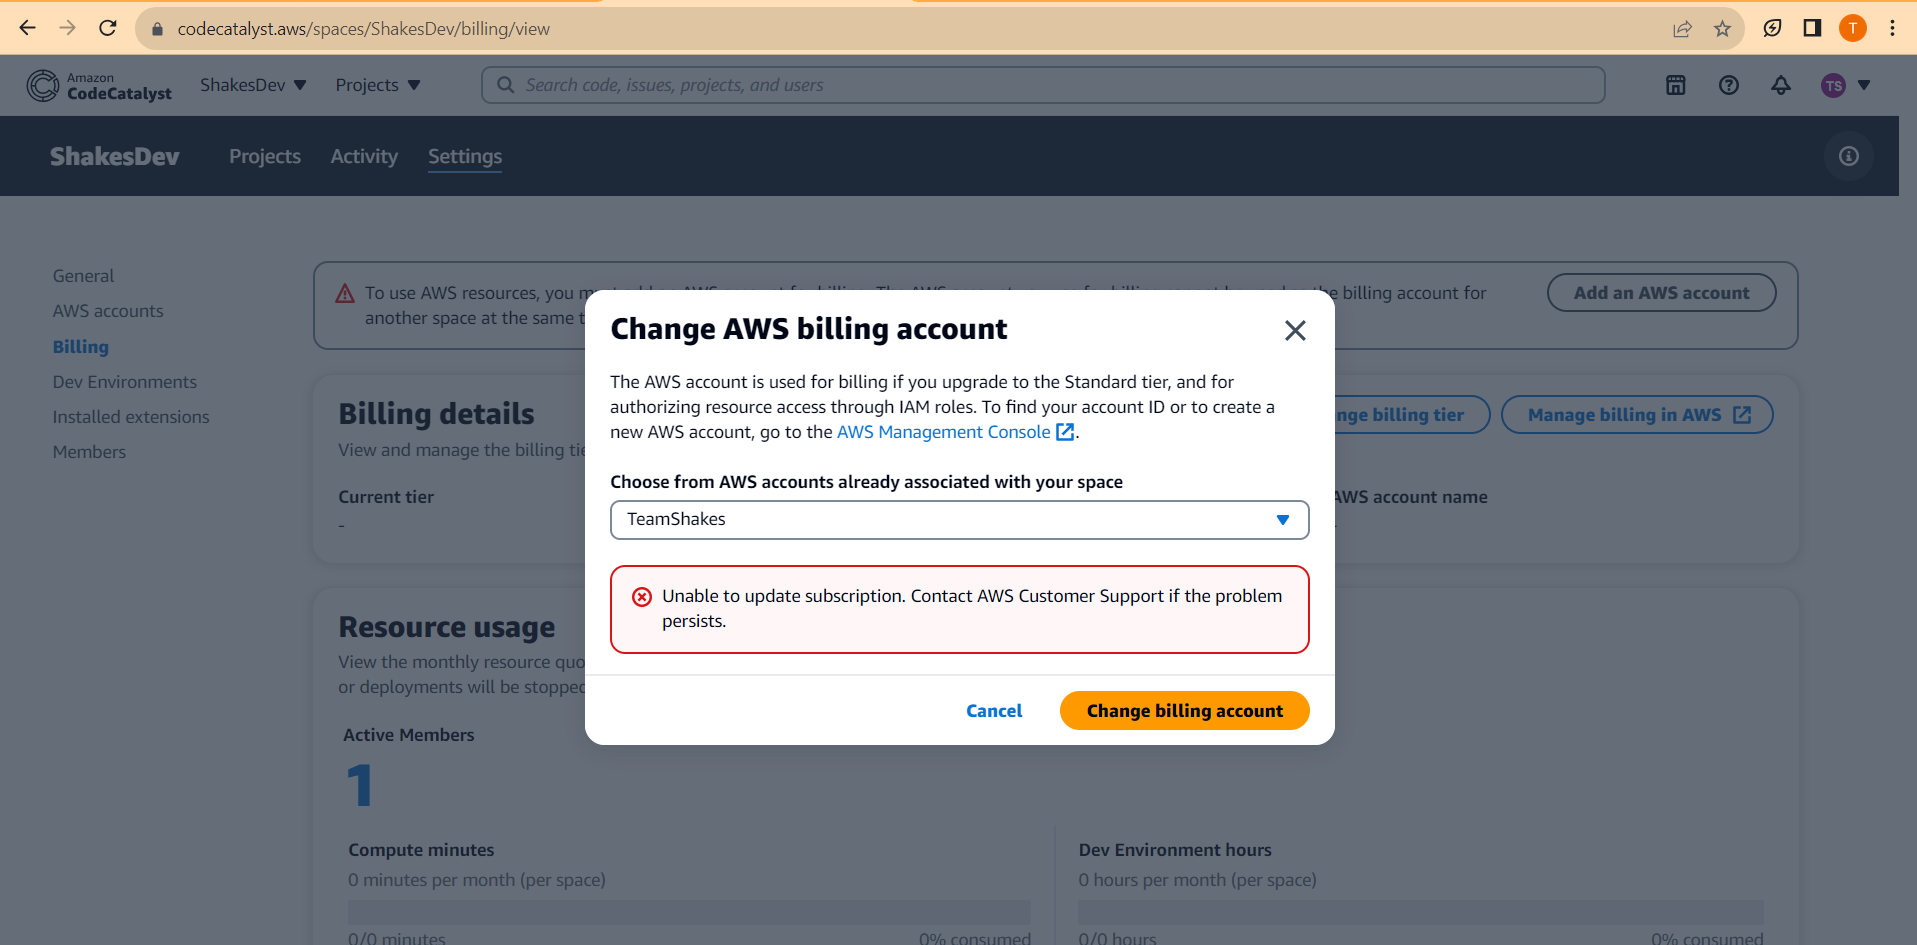 codecatalyst.aws/spaces/ShakesDev/billing/view
T
Amazon
CodeCatalyst
ShakesDev
Projects
Search code, issues, projects, and users
TS
ShakesDev
Projects
Activity
Settings
General
AWS accounts
Billing
Dev Environments
Installed extensions
Members
To use AWS resources, you
the billing account for
another space at the same
Add an AWS account
Billing details
View and manage the billing
Current tier
-
billing tier
Manage billing in AWS
AWS account name
Change AWS billing account
The AWS account is used for billing if you upgrade to the Standard tier, and for
authorizing resource access through IAM roles. To find your account ID or to create a
new AWS account, go to the AWS Management Console.
Choose from AWS accounts already associated with your space
TeamShakes
Unable to update subscription. Contact AWS Customer Support if the problem
persists.
Cancel
Change billing account
Resource usage
View the monthly resource
or deployments will be stopped
Active Members
1
Compute minutes
0 minutes per month (per space)
0/0 minutes
0% consumed
Dev Environment hours
0 hours per month (per space)
0/0 hours
0% consumed